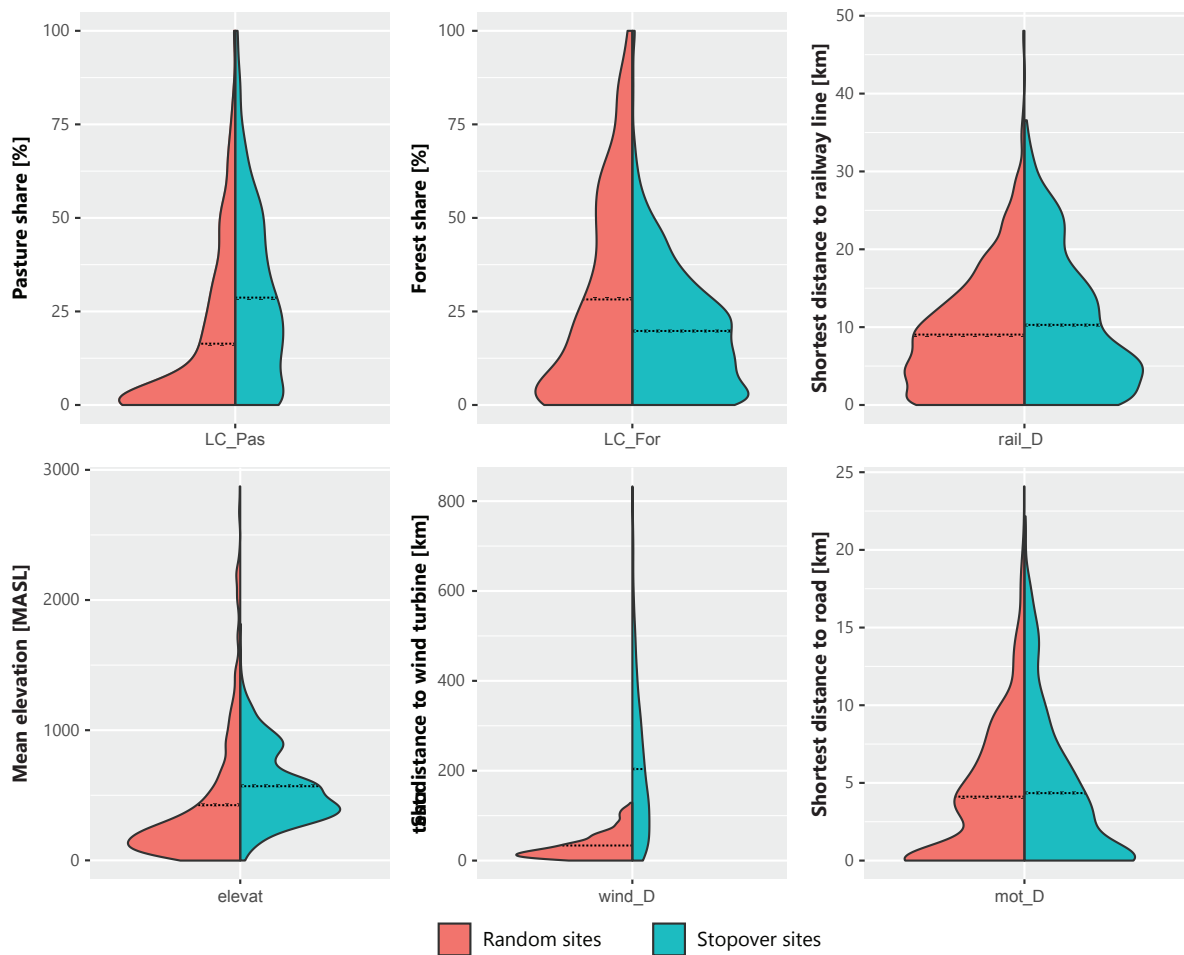 Pasture share [%]
100
75
50
25
0
LC_Pas
Forest share [%]
100
75
50
25
0
LC_For
Shortest distance to railway line [km]
50
40
30
20
10
0
rail_D
Mean elevation [MASL]
3000
2000
1000
0
elevat
distance to wind turbine [km]
800
600
400
200
0
wind_D
Shortest distance to road [km]
25
20
15
10
5
0
mot_D
Random sites
Stopover sites